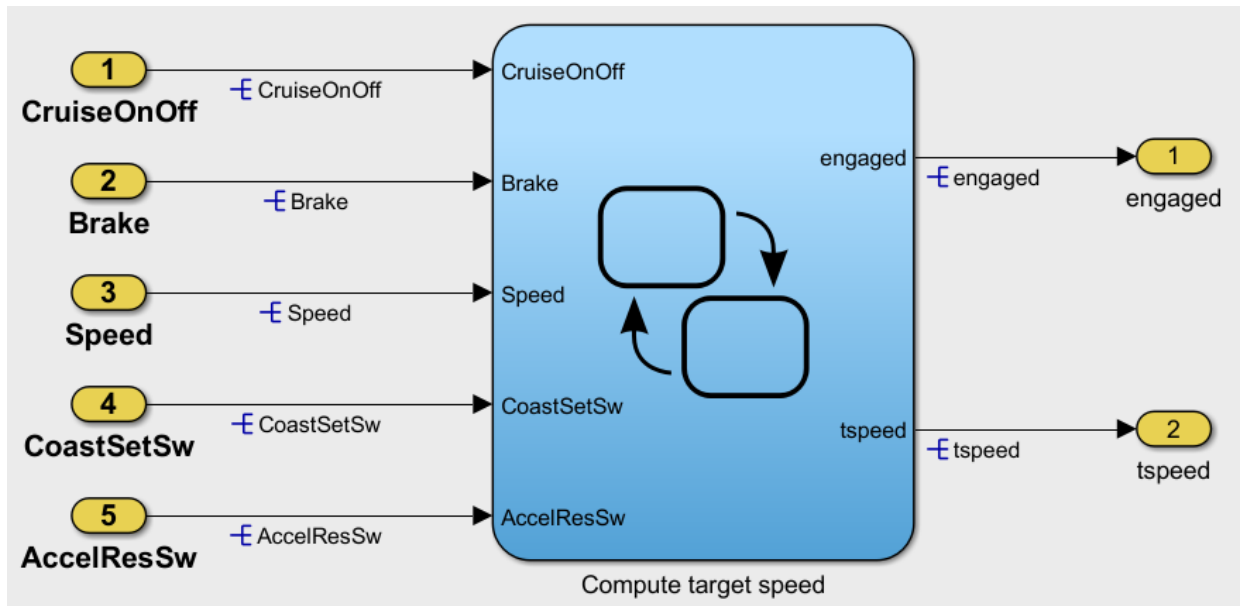 1
CruiseOnOff
CruiseOnOff
CruiseOnOff
2
Brake
Brake
Brake
3
Speed
Speed
Speed
4
CoastSetSw
CoastSetSw
CoastSetSw
5
AccelResSw
AccelResSw
AccelResSw
engaged
engaged
1
engaged
tspeed
tspeed
2
tspeed
Compute target speed